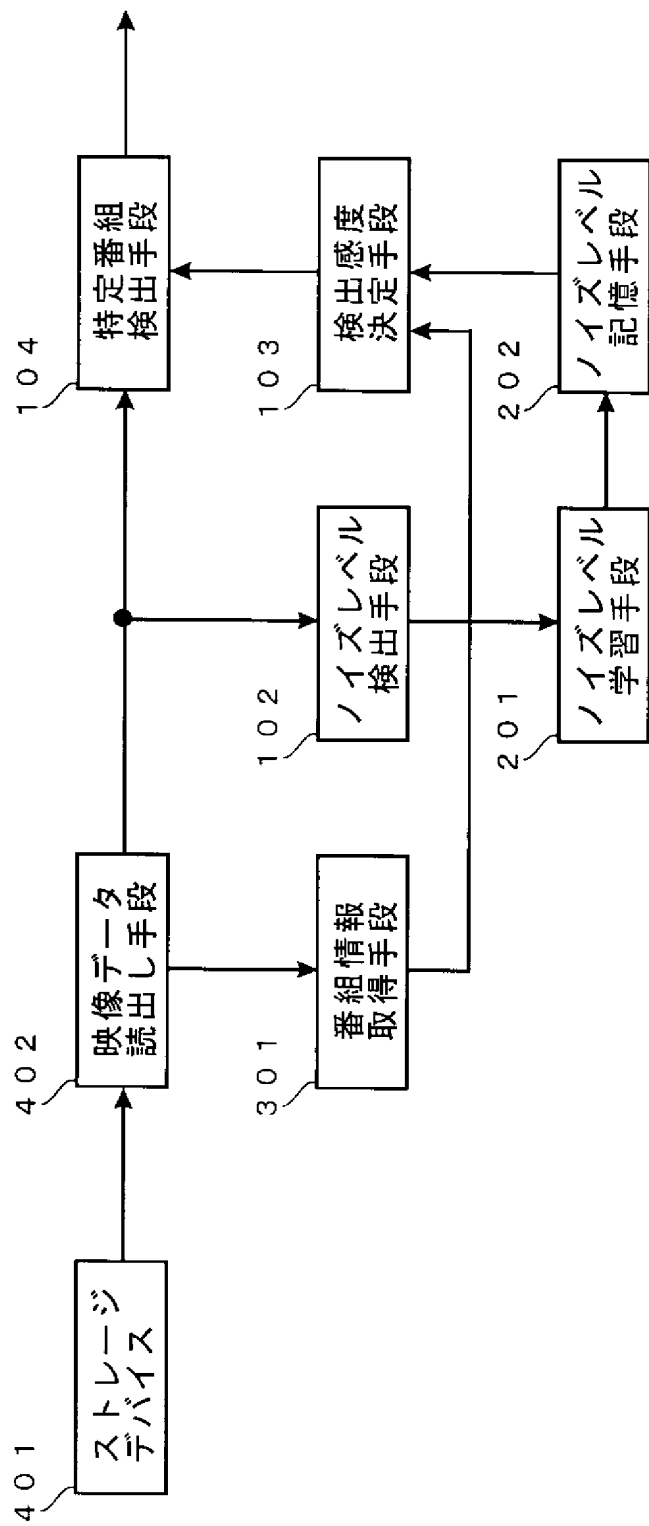 401
ストレージ
デバイス
402
映像データ
読出し手段
104
特定番組
検出手段
301
番組情報
取得手段
102
ノイズレベル
検出手段
103
検出感度
決定手段
201
ノイズレベル
学習手段
202
ノイズレベル
記憶手段